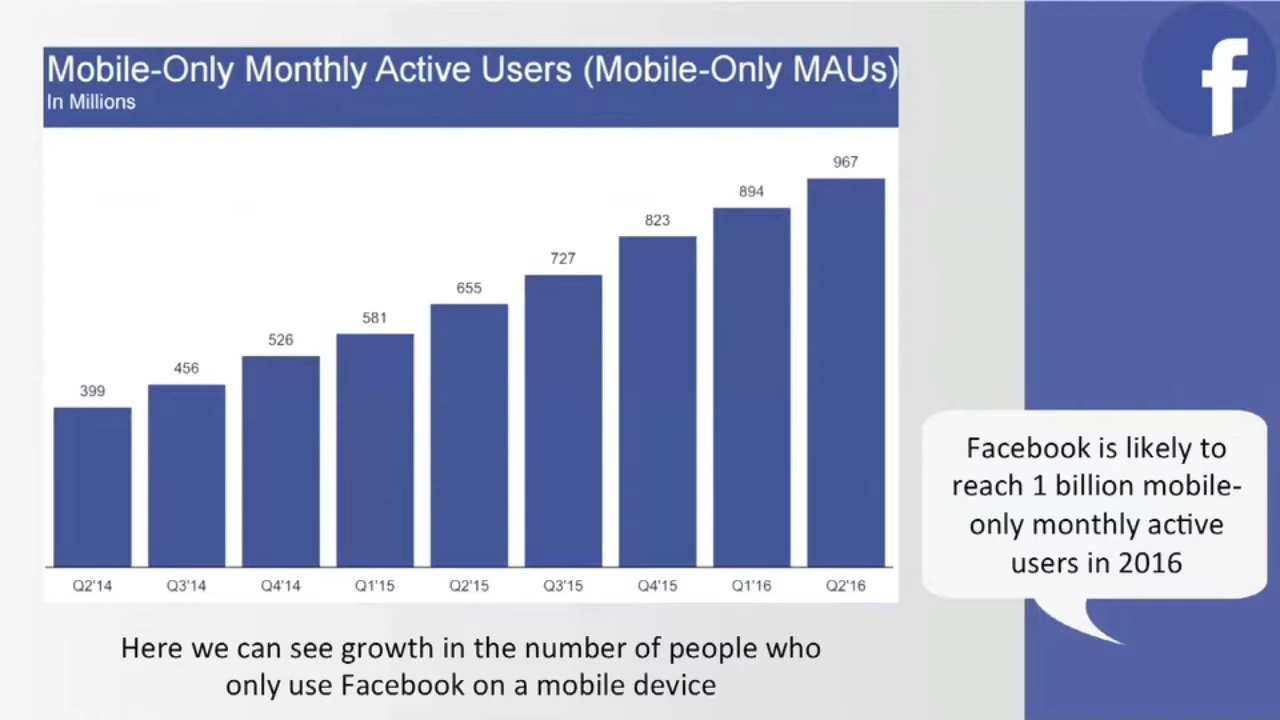 Mobile-Only Monthly Active Users (Mobile-Only MAUs)
In Millions
399
456
526
581
655
727
823
894
967
Q2'14
Q3'14
Q4'14
Q1'15
Q2'15
Q3'15
Q4'15
Q1'16
Q2'16
Here we can see growth in the number of people who
only use Facebook on a mobile device
f
Facebook is likely to
reach 1 billion mobile-
only monthly active
users in 2016